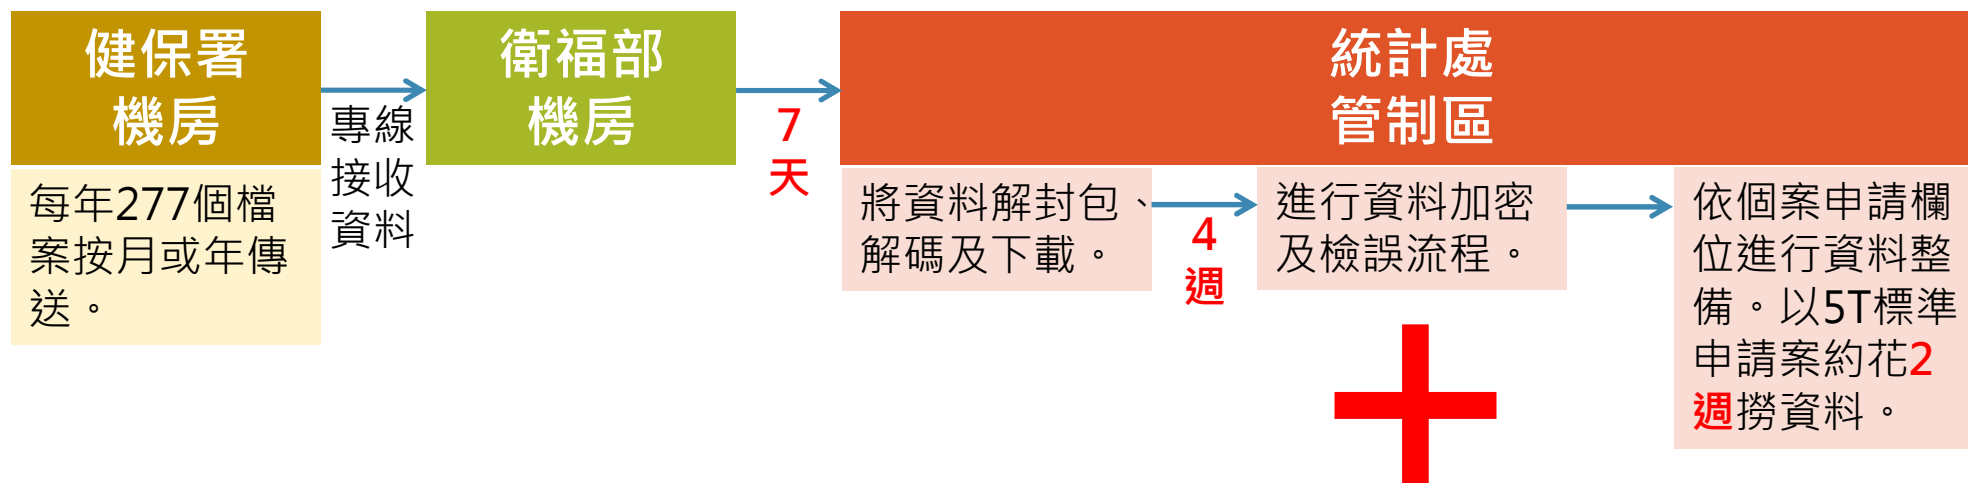 健保署
機房
每年277個檔
案按月或年傳
送。
專線
接收
資料
衛福部
機房
7
天
統計處
管制區
將資料解封包、
解碼及下載。
4
週
進行資料加密
及檢誤流程。
依個案申請欄
位進行資料整
備。以5T標準
申請案約花2
週撈資料。